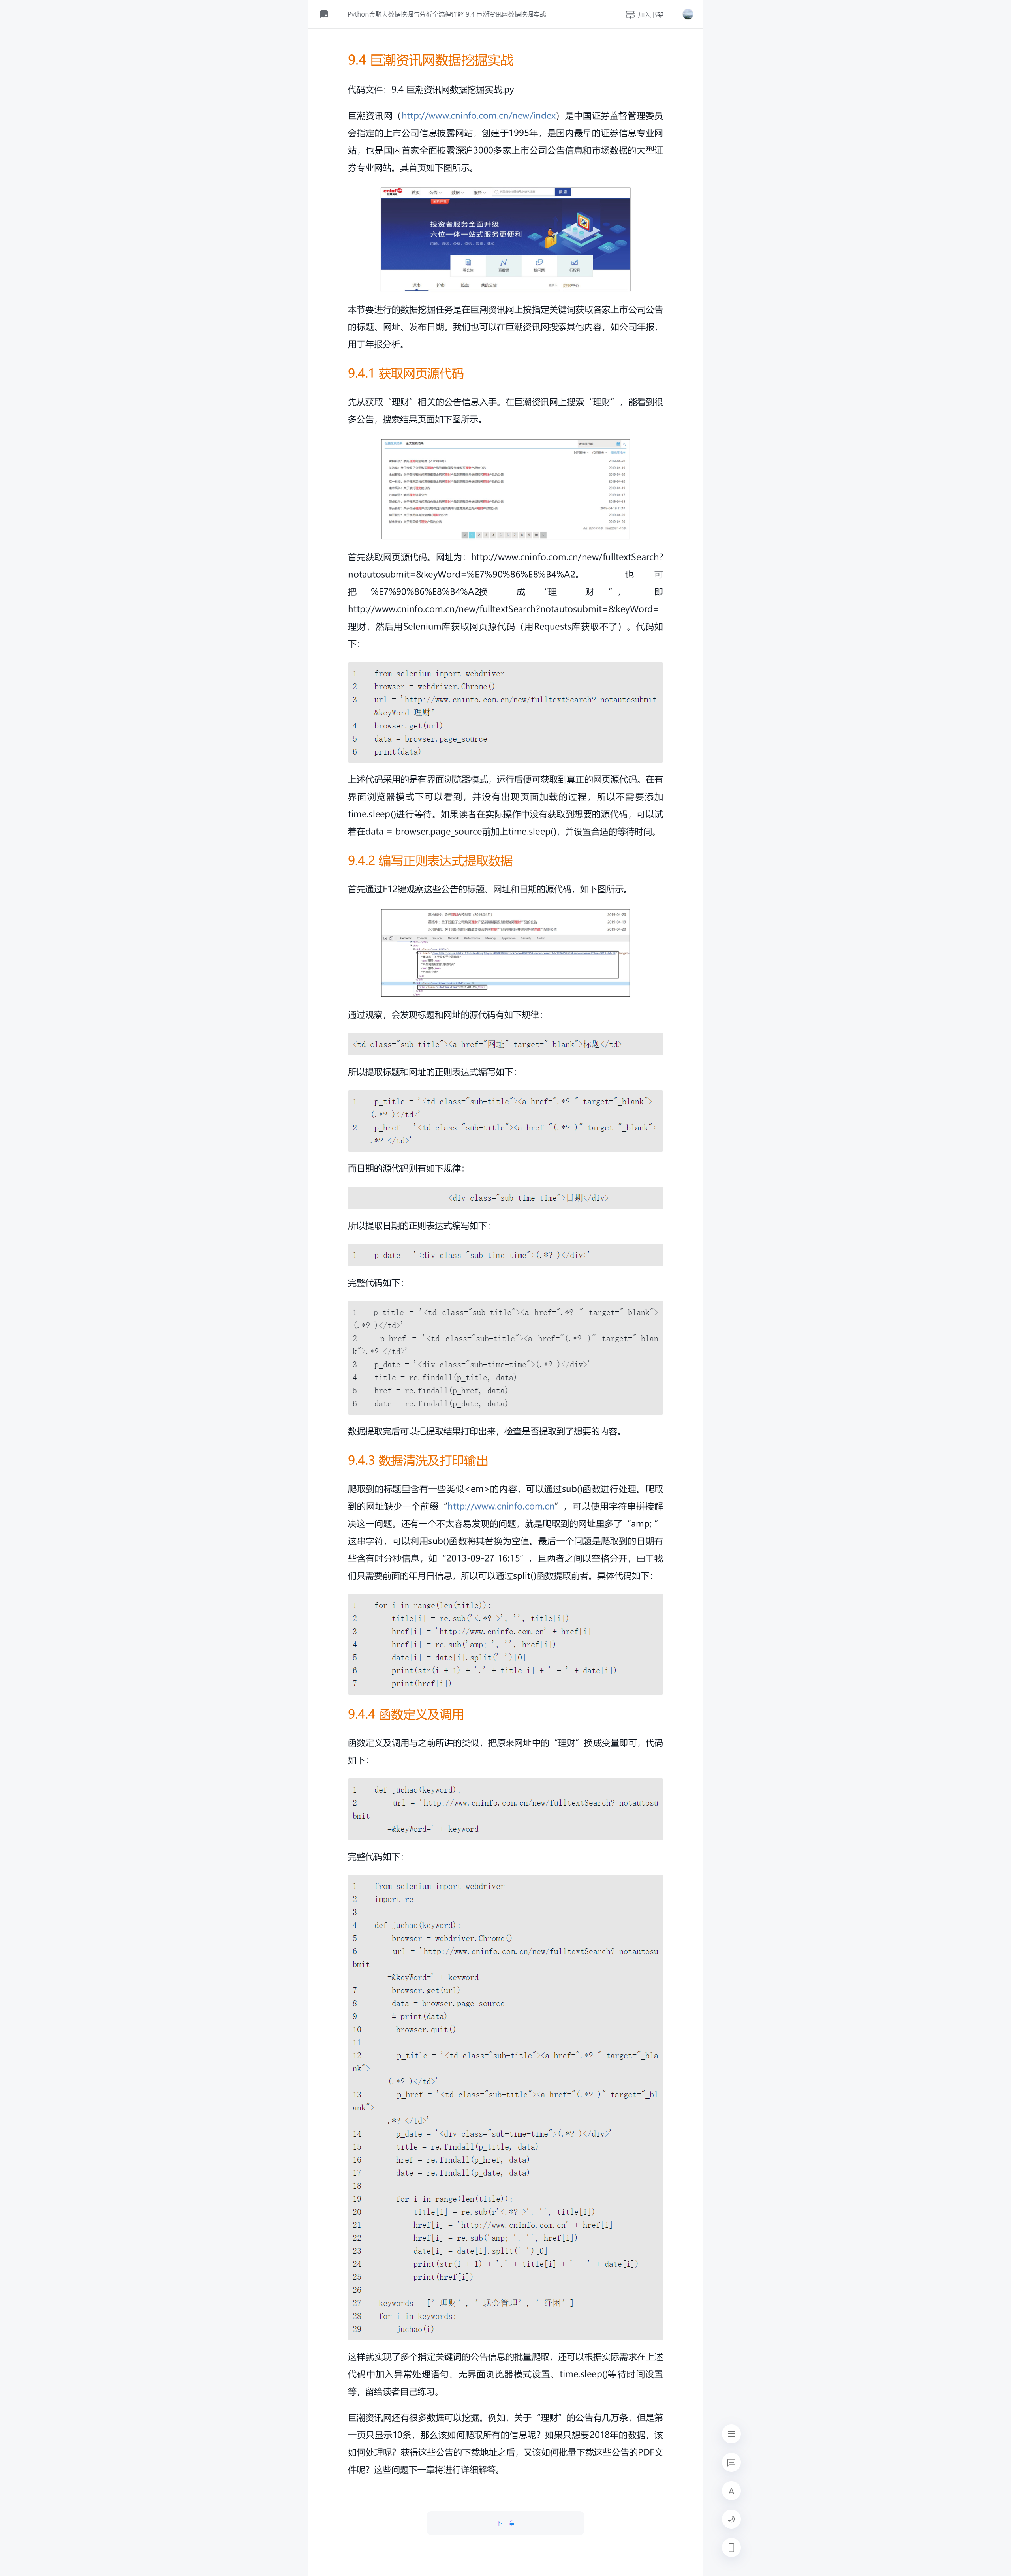 Python金融大数据挖掘与分析全流程详解 9.4 巨潮资讯网数据挖掘实战
加入书架
9.4 巨潮资讯网数据挖掘实战
代码文件：9.4 巨潮资讯网数据挖掘实战.py
巨潮资讯网（http://www.cninfo.com.cn/new/index）是中国证券监督管理委员
会指定的上市公司信息披露网站，创建于1995年，是国内最早的证券信息专业网
站，也是国内首家全面披露深沪3000多家上市公司公告信息和市场数据的大型证
券专业网站。其首页如下图所示。
首页 公告 数据 服务
投资者服务全面升级
六位一体一站式服务更便利
本节要进行的数据挖掘任务是在巨潮资讯网上按指定关键词获取各家上市公司公告
的标题、网址、发布日期。我们也可以在巨潮资讯网搜索其他内容，如公司年报，
用于年报分析。
9.4.1 获取网页源代码
先从获取“理财”相关的公告信息入手。在巨潮资讯网上搜索“理财”，能看到很
多公告，搜索结果页面如下图所示。
首先获取网页源代码。网址为：http://www.cninfo.com.cn/new/fulltextSearch?
notautosubmit=&keyWord=%E7%90%86%E8%B4%A2。 也 可
把 %E7%90%86%E8%B4%A2换 成 “理 财 ”， 即
http://www.cninfo.com.cn/new/fulltextSearch?notautosubmit=&keyWord=
理财，然后用Selenium库获取网页源代码（用Requests库获取不了）。代码如
下：
1 from selenium import webdriver
2 browser = webdriver.Chrome()
3 url = 'http://www.cninfo.com.cn/new/fulltextSearch? notautosubmit
=&keyWord=理财'
4 browser.get(url)
5 data = browser.page_source
6 print(data)
上述代码采用的是有界面浏览器模式，运行后便可获取到真正的网页源代码。在有
界面浏览器模式下可以看到，并没有出现页面加载的过程，所以不需要添加
time.sleep()进行等待。如果读者在实际操作中没有获取到想要的源代码，可以试
着在data = browser.page_source前加上time.sleep()，并设置合适的等待时间。
9.4.2 编写正则表达式提取数据
首先通过F12键观察这些公告的标题、网址和日期的源代码，如下图所示。
通过观察，会发现标题和网址的源代码有如下规律：
<td class="sub-title"><a href="网址" target="_blank">标题</td>
所以提取标题和网址的正则表达式编写如下：
1 p_title = '<td class="sub-title"><a href=".*? " target="_blank">
(.*? )</td>'
2 p_href = '<td class="sub-title"><a href="(.*? )" target="_blank">
.*? </td>'
而日期的源代码则有如下规律：
<div class="sub-time-time">日期</div>
所以提取日期的正则表达式编写如下：
1 p_date = '<div class="sub-time-time">(.*? )</div>'
完整代码如下：
1 p_title = '<td class="sub-title"><a href=".*? " target="_blank">
(.*? )</td>'
2 p_href = '<td class="sub-title"><a href="(.*? )" target="_blan
k">.*? </td>'
3 p_date = '<div class="sub-time-time">(.*? )</div>'
4 title = re.findall(p_title, data)
5 href = re.findall(p_href, data)
6 date = re.findall(p_date, data)
数据提取完后可以把提取结果打印出来，检查是否提取到了想要的内容。
9.4.3 数据清洗及打印输出
爬取到的标题里含有一些类似<em>的内容，可以通过sub()函数进行处理。爬取
到的网址缺少一个前缀“http://www.cninfo.com.cn”，可以使用字符串拼接解
决这一问题。还有一个不太容易发现的问题，就是爬取到的网址里多了“amp; ”
这串字符，可以利用sub()函数将其替换为空值。最后一个问题是爬取到的日期有
些含有时分秒信息，如“2013-09-27 16:15”，且两者之间以空格分开，由于我
们只需要前面的年月日信息，所以可以通过split()函数提取前者。具体代码如下：
1 for i in range(len(title)):
2 title[i] = re.sub('<.*? >', '', title[i])
3 href[i] = 'http://www.cninfo.com.cn' + href[i]
4 href[i] = re.sub('amp; ', '', href[i])
5 date[i] = date[i].split(' ')[0]
6 print(str(i + 1) + '.' + title[i] + ' - ' + date[i])
7 print(href[i])
9.4.4 函数定义及调用
函数定义及调用与之前所讲的类似，把原来网址中的“理财”换成变量即可，代码
如下：
1 def juchao(keyword):
2 url = 'http://www.cninfo.com.cn/new/fulltextSearch? notautosu
bmit
=&keyWord=' + keyword
完整代码如下：
1 from selenium import webdriver
2 import re
3
4 def juchao(keyword):
5 browser = webdriver.Chrome()
6 url = 'http://www.cninfo.com.cn/new/fulltextSearch? notautosu
bmit
=&keyWord=' + keyword
7 browser.get(url)
8 data = browser.page_source
9 # print(data)
10 browser.quit()
11
12 p_title = '<td class="sub-title"><a href=".*? " target="_bla
nk">
(.*? )</td>'
13 p_href = '<td class="sub-title"><a href="(.*? )" target="_bl
ank">
.*? </td>'
14 p_date = '<div class="sub-time-time">(.*? )</div>'
15 title = re.findall(p_title, data)
16 href = re.findall(p_href, data)
17 date = re.findall(p_date, data)
18
19 for i in range(len(title)):
20 title[i] = re.sub(r'<.*? >', '', title[i])
21 href[i] = 'http://www.cninfo.com.cn' + href[i]
22 href[i] = re.sub('amp; ', '', href[i])
23 date[i] = date[i].split(' ')[0]
24 print(str(i + 1) + '.' + title[i] + ' - ' + date[i])
25 print(href[i])
26
27 keywords = [' 理财', ' 现金管理', ' 纾困' ]
28 for i in keywords:
29 juchao(i)
这样就实现了多个指定关键词的公告信息的批量爬取，还可以根据实际需求在上述
代码中加入异常处理语句、无界面浏览器模式设置、time.sleep()等待时间设置
等，留给读者自己练习。
巨潮资讯网还有很多数据可以挖掘。例如，关于“理财”的公告有几万条，但是第
一页只显示10条，那么该如何爬取所有的信息呢？如果只想要2018年的数据，该
如何处理呢？获得这些公告的下载地址之后，又该如何批量下载这些公告的PDF文
件呢？这些问题下一章将进行详细解答。
下一章